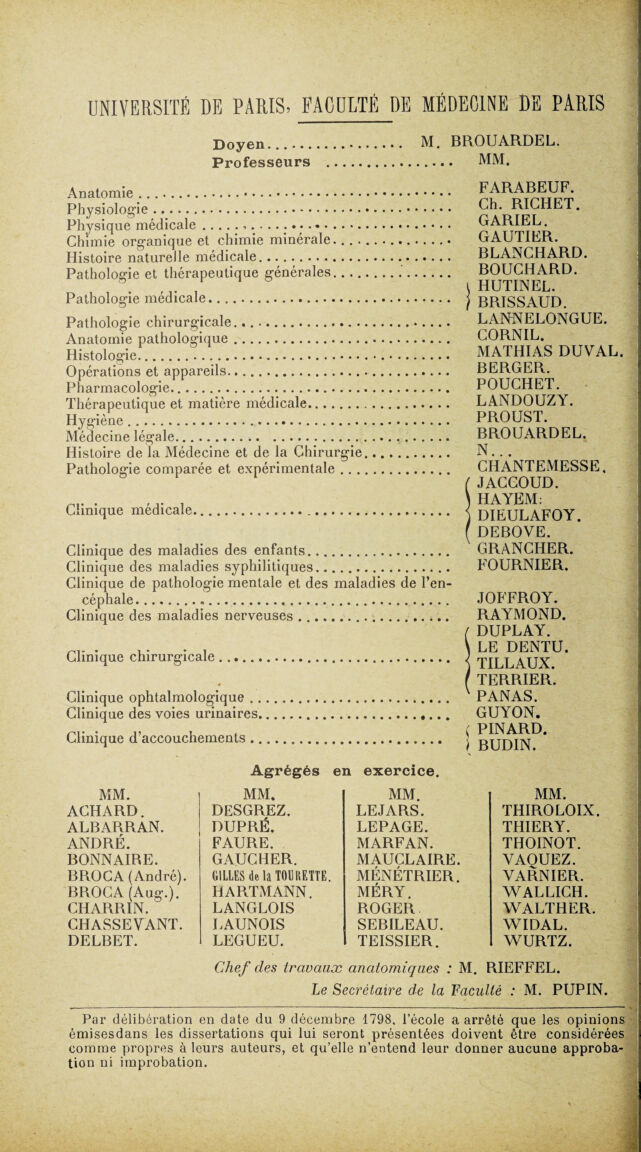 UNIVERSITÉ DE PARIS, FACULTÉ DE MÉDECINE DE PARIS
Doyen................... M. BROUARDEL.
Professeurs .................. MM.
Anatomie............ FARABEUF.
Physiologie............ Ch. RICHET.
Physique médicale............ GARIEL.
Chimie organique et chimie minérale............ GAUTIER.
Histoire naturelle médicale............ BLANCHARD.
Pathologie et thérapeutique générales............ BOUCHARD.
Pathologie médicale............ { HUTINEL.
BRISSAUD.
Pathologie chirurgicale............ LANNELONGUE.
Anatomie pathologique............ CORNIL.
Histologie............ MATHIAS DUVAL.
Opérations et appareils............ BERGER.
Pharmacologie............ POUCHET.
Thérapeutique et matière médicale............ LANDOUZY.
Hygiène............ PROUST.
Médecine légale............ BROUARDEL.
Histoire de la Médecine et de la Chirurgie............ N...
Pathologie comparée et expérimentale............ CHANTEMESSE.
Clinique médicale............ { JACCOUD.
HAYEM.
DIEULAFOY.
DEBOVE.
Clinique des maladies des enfants............ GRANCHER.
Clinique des maladies syphilitiques............ FOURNIER.
Clinique de pathologie mentale et des maladies de l'en-
céphale............ JOFFROY.
Clinique des maladies nerveuses............ RAYMOND.
Clinique chirurgicale............ { DUPLAY.
LE DENTU.
TILLAUX.
TERRIER.
Clinique ophtalmologique............ PANAS.
Clinique des voies urinaires............ GUYON.
Clinique d'accouchements............ { PINARD.
BUDIN.
Agrégés en exercice.
MM. MM. MM. MM.
ACHARD. DESGREZ. LEJARS. THIROLOIX.
ALBARRAN. DUPRÉ. LEPAGE. THIERY.
ANDRÉ. FAURE. MARFAN. THOINOT.
BONNAIRE. GAUCHER. MAUCLAIRE. VAQUEZ.
BROCA (André). GILLES de la TOURETTE. MÉNÉTRIER. VARNIER.
BROCA (Aug.). HARTMANN. MÉRY. WALLICH.
CHARRIN. LANGLOIS ROGER WALTHER.
CHASSEVANT. LAUNOIS SEBILEAU. WIDAL.
DELBET. LEGUEU. TEISSIER. WURTZ.
Chef des travaux anatomiques : M. RIEFFEL.
Le Secrétaire de la Faculté : M. PUPIN.
Par délibération en date du 9 décembre 1798, l'école a arrêté que les opinions
émisesdans les dissertations qui lui seront présentées doivent être considérées
comme propres à leurs auteurs, et qu'elle n'entend leur donner aucune approba-
tion ni improbation.